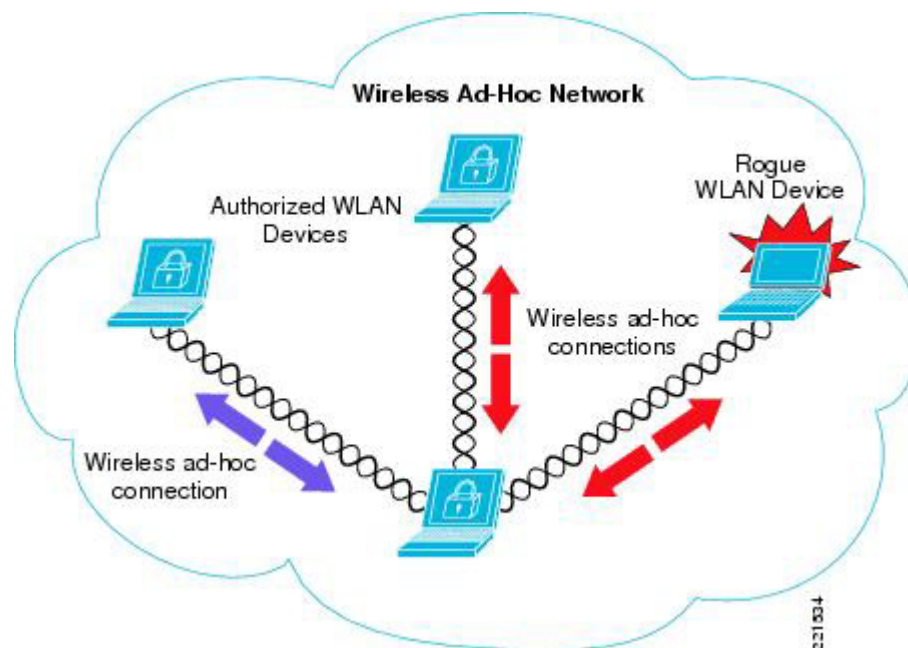 Wireless Ad-Hoc Network
Rogue
WLAN Device
Authorized WLAN
Devices
Wireless ad-hoc
connections
Wireless ad-hoc
connection
221534